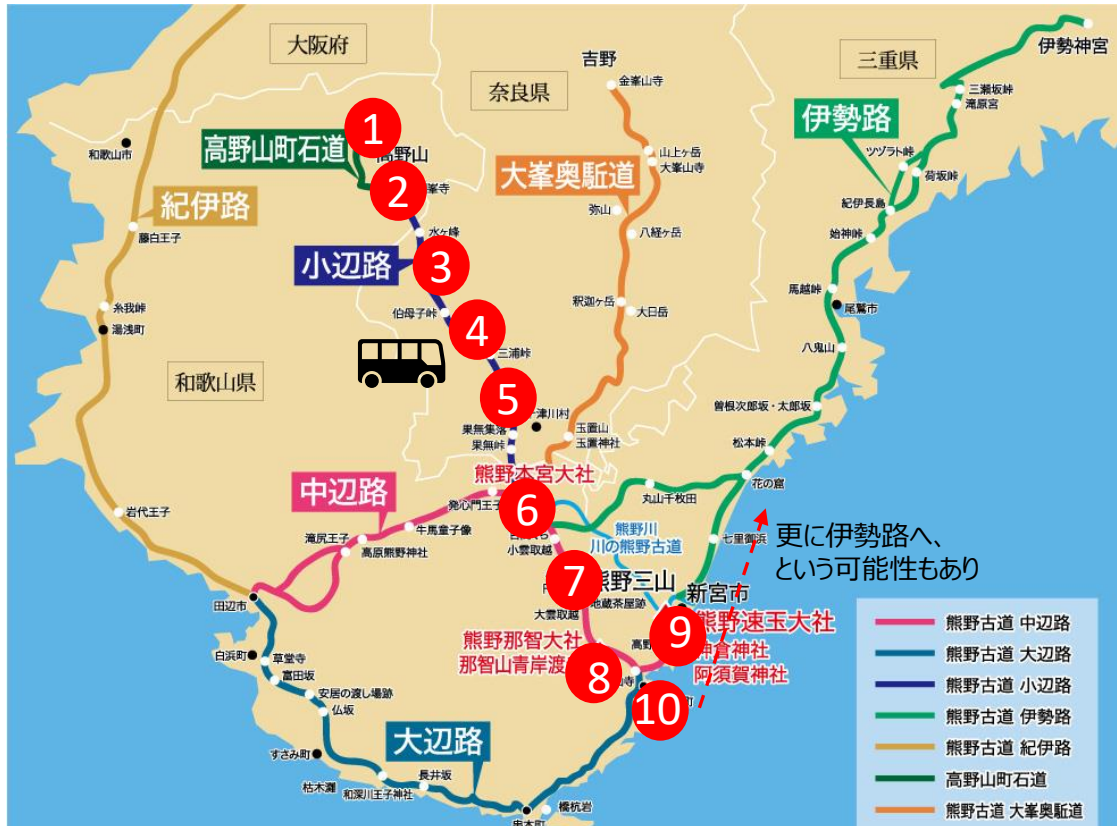 大阪府
奈良県
三重県
和歌山県
伊勢神宮
三瀬坂峠
滝原宮
伊勢路
ツヅラト峠
荷坂峠
紀伊長島
始神峠
馬越峠
尾鷲市
八鬼山
曽根次郎坂・太郎坂
松本峠
花の窟
丸山千枚田
七里御浜
吉野
金峯山寺
山上ヶ岳
大峯山寺
大峯奥駈道
弥山
八経ヶ岳
釈迦ヶ岳
大日岳
玉置山
玉置神社
1
高野山町石道
高野山
2
峯寺
水ヶ峰
3
小辺路
伯母子峠
4
三浦峠
5
十津川村
果無集落
果無峠
和歌山市
紀伊路
藤白王子
糸我峠
湯浅町
岩代王子
熊野本宮大社
発心門王子
6
中辺路
牛馬童子像
滝尻王子
高原熊野神社
小雲取越
熊野川
川の熊野古道
7
熊野三山
地蔵茶屋跡
大雲取越
新宮市
9
熊野速玉大社
神倉神社
阿須賀神社
熊野那智大社
那智山青岸渡
8
10
更に伊勢路へ、
という可能性もあり
田辺市
白浜町
草堂寺
富田坂
安居の渡し場跡
仏坂
すさみ町
大辺路
長井坂
枯木灘
和深川王子神社
橋杭岩
串本町
熊野古道 中辺路
熊野古道 大辺路
熊野古道 小辺路
熊野古道 伊勢路
熊野古道 紀伊路
高野山町石道
熊野古道 大峯奥駈道